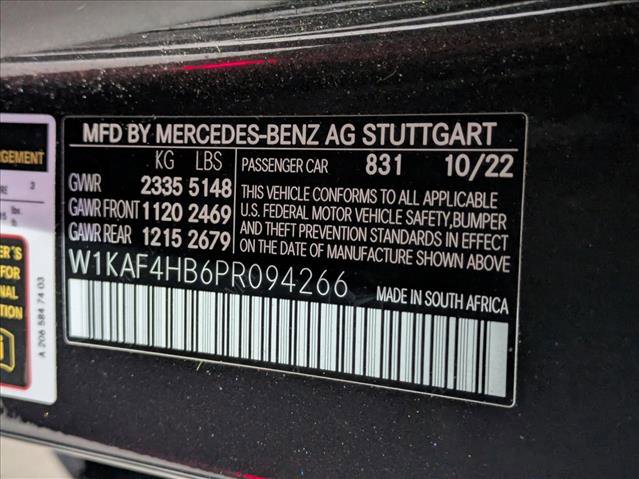 MFD BY MERCEDES-BENZ AG STUTTGART
KG LBS
GVWR 2335 5148
GAWR FRONT 1120 2469
GAWR REAR 1215 2679
PASSENGER CAR 831 10/22
THIS VEHICLE CONFORMS TO ALL APPLICABLE
U.S. FEDERAL MOTOR VEHICLE SAFETY,BUMPER
AND THEFT PREVENTION STANDARDS IN EFFECT
ON DATE OF MANUFACTURE SHOWN ABOVE
W1KAF4HB6PR094266
MADE IN SOUTH AFRICA
3
lbs.
A 206 584 74 03